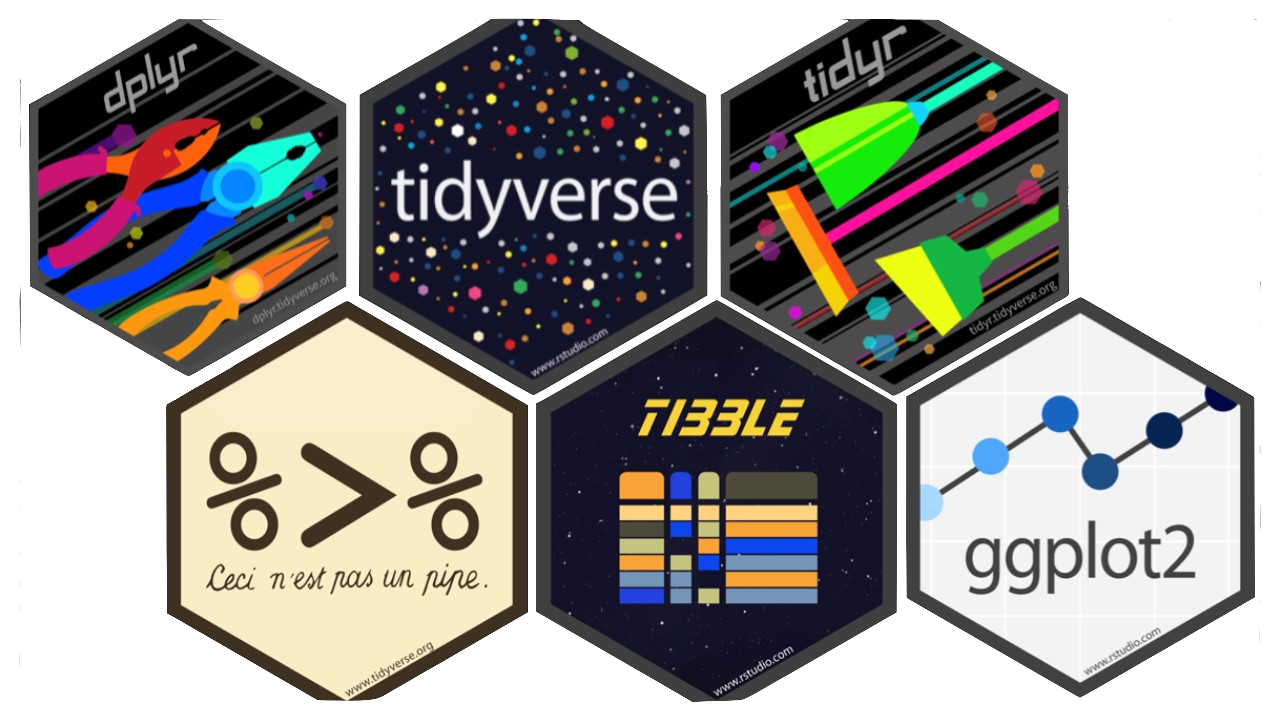 dplyr
dplyr.tidyverse.org
tidyverse
www.rstudio.com
tidyr
tidyr.tidyverse.org
%>%
Ceci n'est pas un pipe.
www.tidyverse.org
TIBBLE
www.rstudio.com
ggplot2
www.rstudio.com